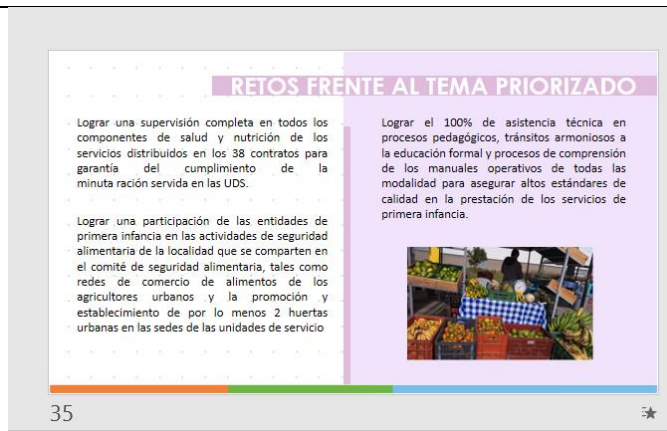 RETOS FRENTE AL TEMA PRIORIZADO
Lograr una supervisión completa en todos los
componentes de salud y nutrición de los
servicios distribuidos en los 38 contratos para
garantía del cumplimiento de la
minuta ración servida en las UDS.
Lograr una participación de las entidades de
primera infancia en las actividades de seguridad
alimentaria de la localidad que se comparten en
el comité de seguridad alimentaria, tales como
redes de comercio de alimentos de los
agricultores urbanos y la promoción y
establecimiento de por lo menos 2 huertas
urbanas en las sedes de las unidades de servicio
Lograr el 100% de asistencia técnica en
procesos pedagógicos, tránsitos armoniosos a
la educación formal y procesos de comprensión
de los manuales operativos de todas las
modalidad para asegurar altos estándares de
calidad en la prestación de los servicios de
primera infancia.
35